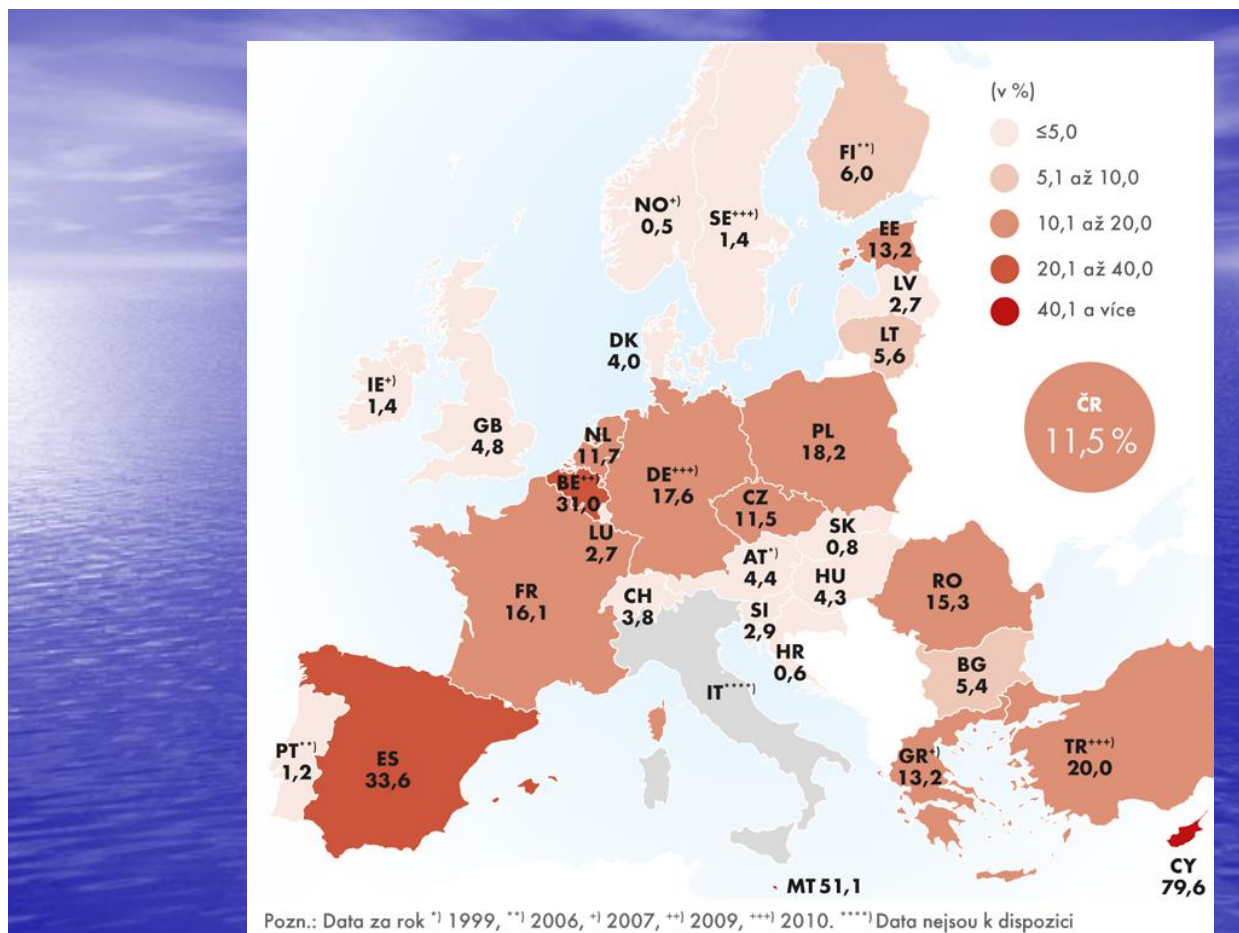 (v %)
≤5,0
5,1 až 10,0
10,1 až 20,0
20,1 až 40,0
40,1 a více
ČR
11,5 %
FI**)
6,0
NO+)
0,5
SE+++)
1,4
EE
13,2
LV
2,7
LT
5,6
DK
4,0
IE+)
1,4
GB
4,8
NL
11,7
BE++)
31,0
LU
2,7
DE+++)
17,6
PL
18,2
CZ
11,5
SK
0,8
AT*)
4,4
HU
4,3
FR
16,1
CH
3,8
SI
2,9
HR
0,6
RO
15,3
BG
5,4
IT****)
PT**)
1,2
ES
33,6
GR+)
13,2
TR+++)
20,0
CY
79,6
MT 51,1
Pozn.: Data za rok *) 1999, **) 2006, +) 2007, ++) 2009, +++) 2010. ****) Data nejsou k dispozici